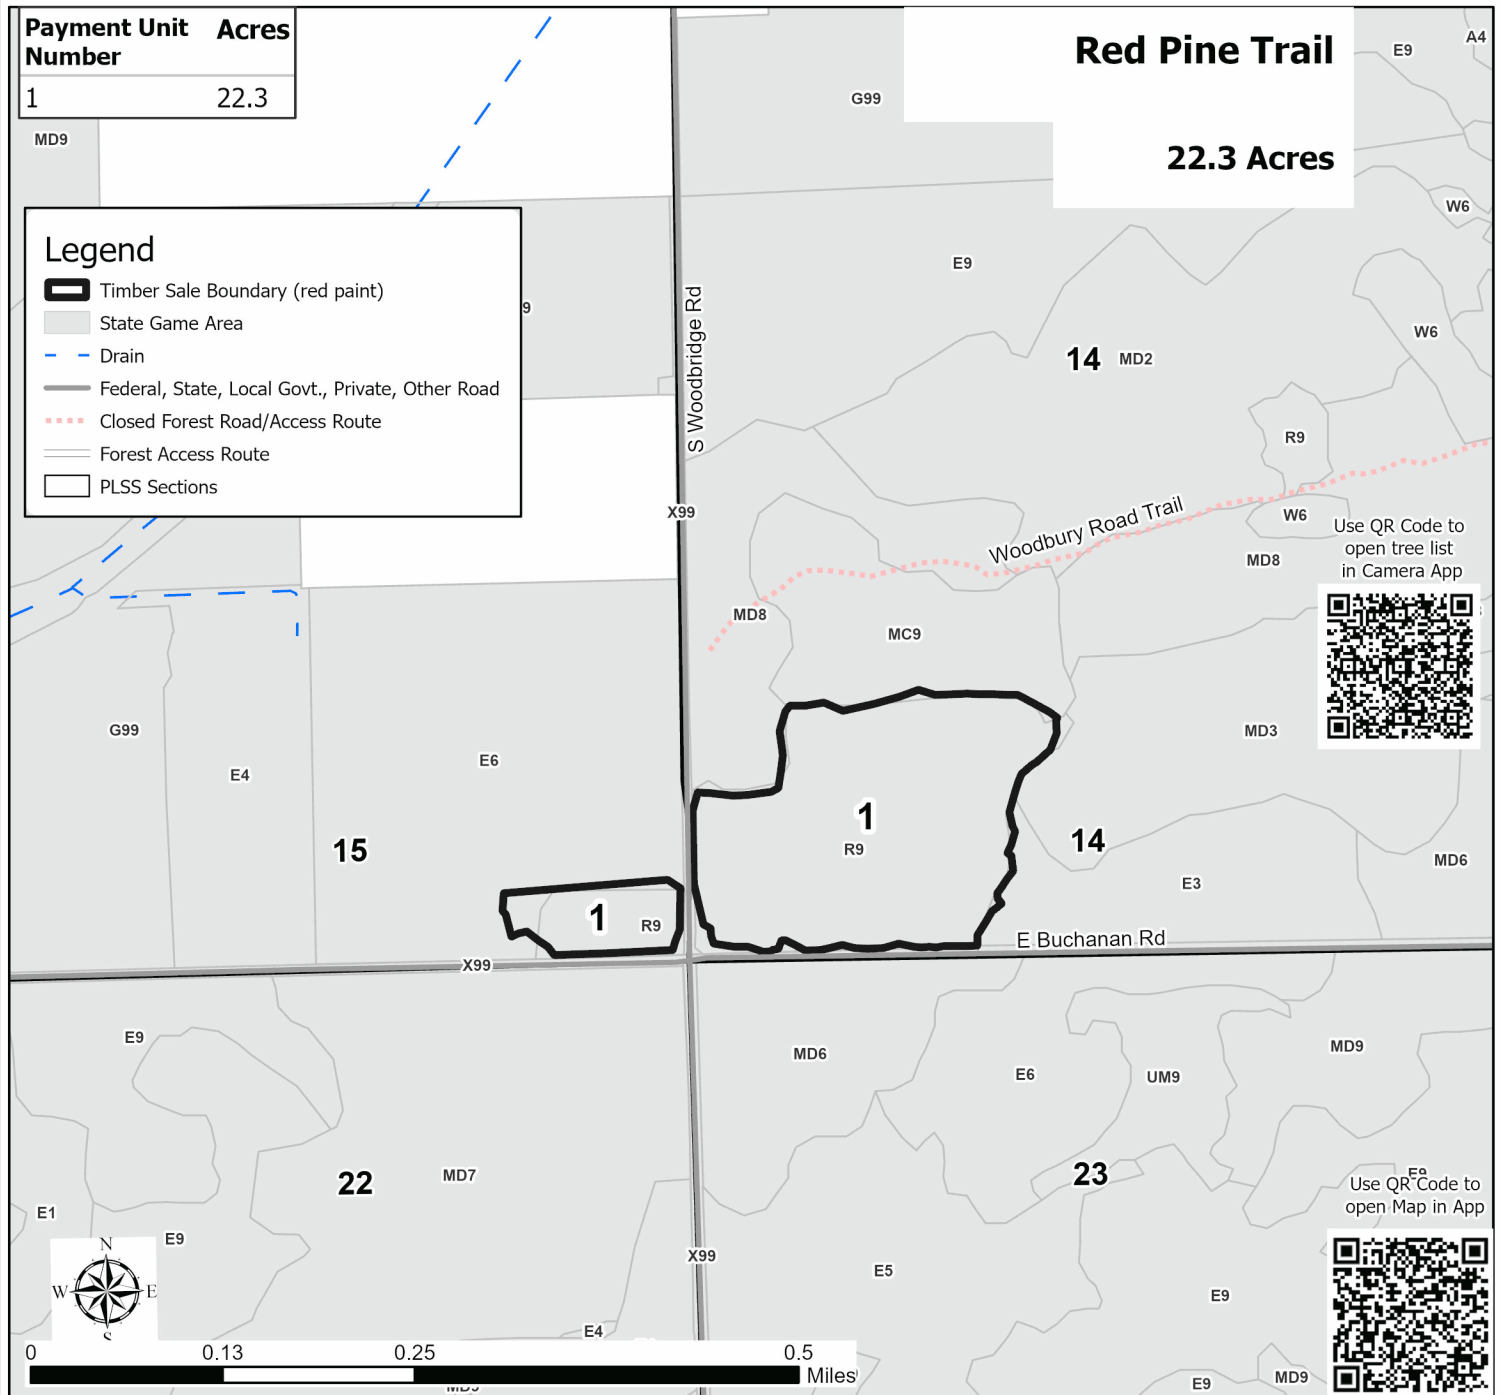 Payment Unit Acres
Number
1 22.3
Red Pine Trail
22.3 Acres
E9
A4
G99
MD9
W6
E9
Legend
Timber Sale Boundary (red paint)
State Game Area
Drain
Federal, State, Local Govt., Private, Other Road
Closed Forest Road/Access Route
Forest Access Route
PLSS Sections
9
S Woodbridge Rd
W6
14 MD2
R9
X99
Woodbury Road Trail
W6
Use QR Code to
open tree list
in Camera App
MD8
MD8
MC9
G99
MD3
E6
E4
1
R9
15
14
MD6
E3
1
R9
E Buchanan Rd
X99
E9
MD6
MD9
E6
UM9
22
MD7
23
E9
Use QR Code to
open Map in App
E1
E9
N
W E
S
X99
E5
E9
E4
0 0.13 0.25 0.5
Miles
MD9
E9
MD9